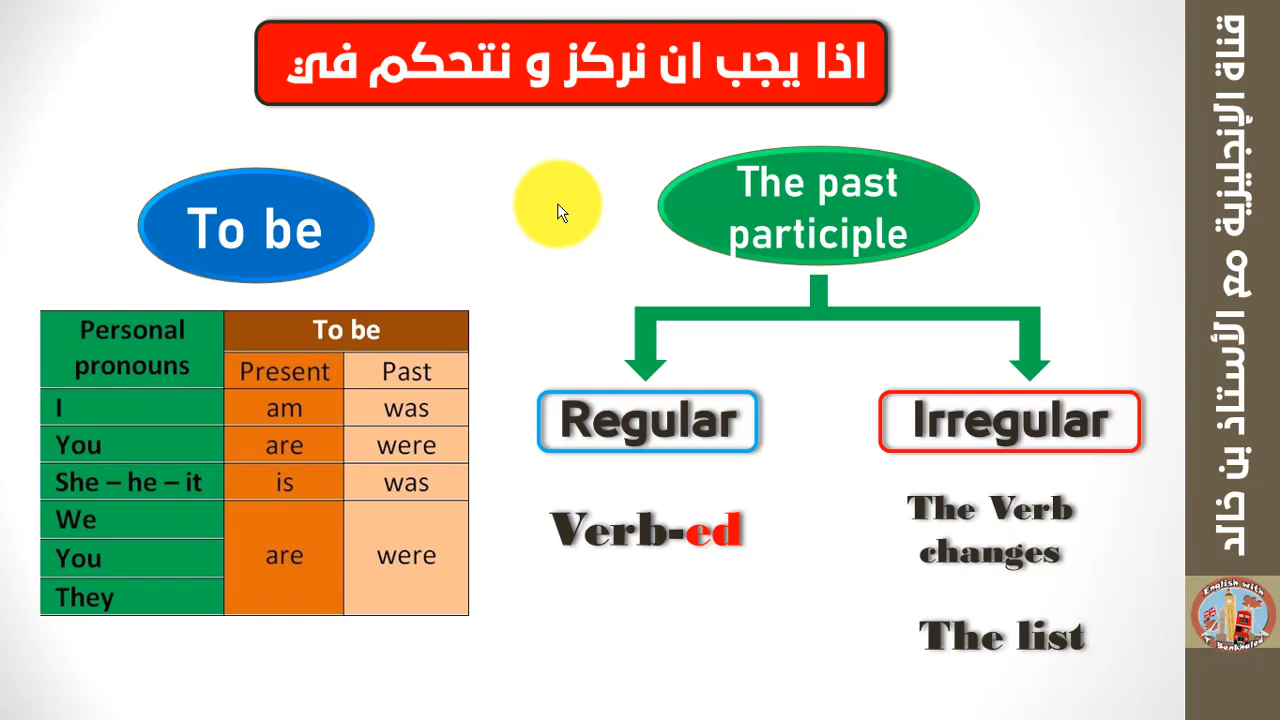 اذا يجب ان نركز و نتحكم في
To be
The past
participle
Personal
pronouns
To be
Present Past
I am was
You are were
She – he – it is was
We
You are were
They
Regular
Irregular
Verb-ed
The Verb
changes
The list
قناة الإنجليزية مع الأستاذ بن خالد
English with
T. Benkhaled